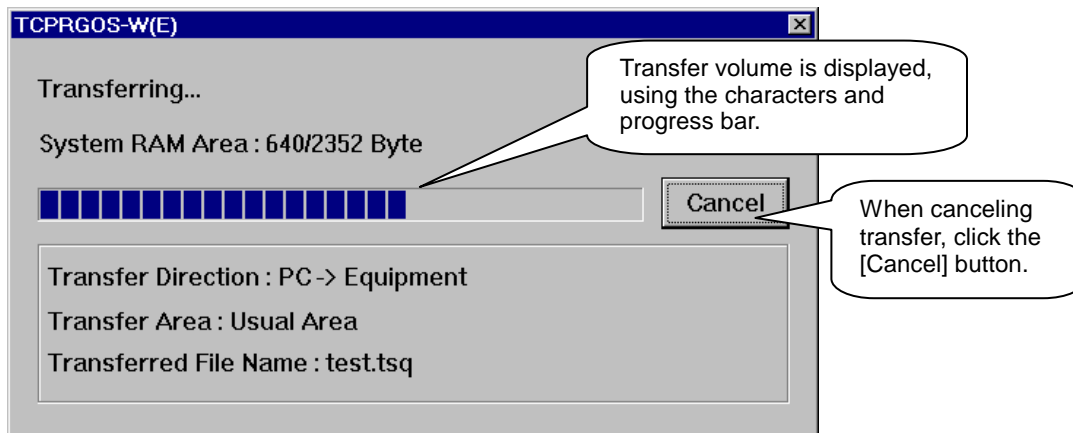 TCPRGOS-W(E)
Transferring...
System RAM Area : 640/2352 Byte
Transfer volume is displayed,
using the characters and
progress bar.
Cancel
When canceling
transfer, click the
[Cancel] button.
Transfer Direction : PC -> Equipment
Transfer Area : Usual Area
Transferred File Name : test.tsq